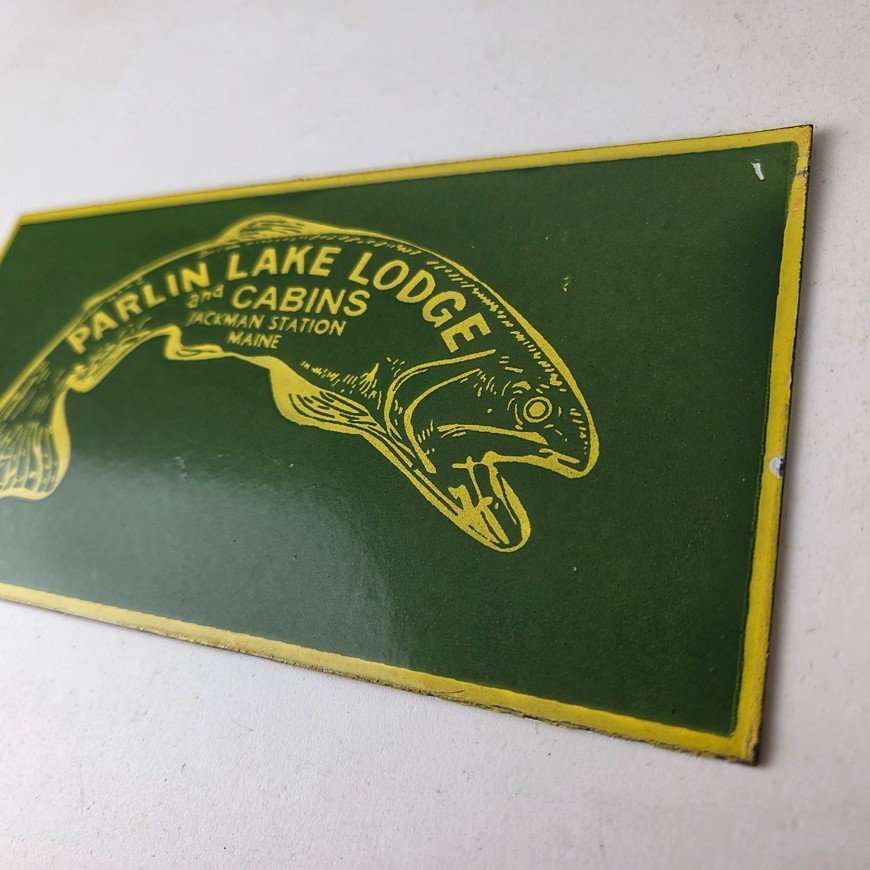 PARLIN LAKE LODGE
and CABINS
JACKMAN STATION
MAINE